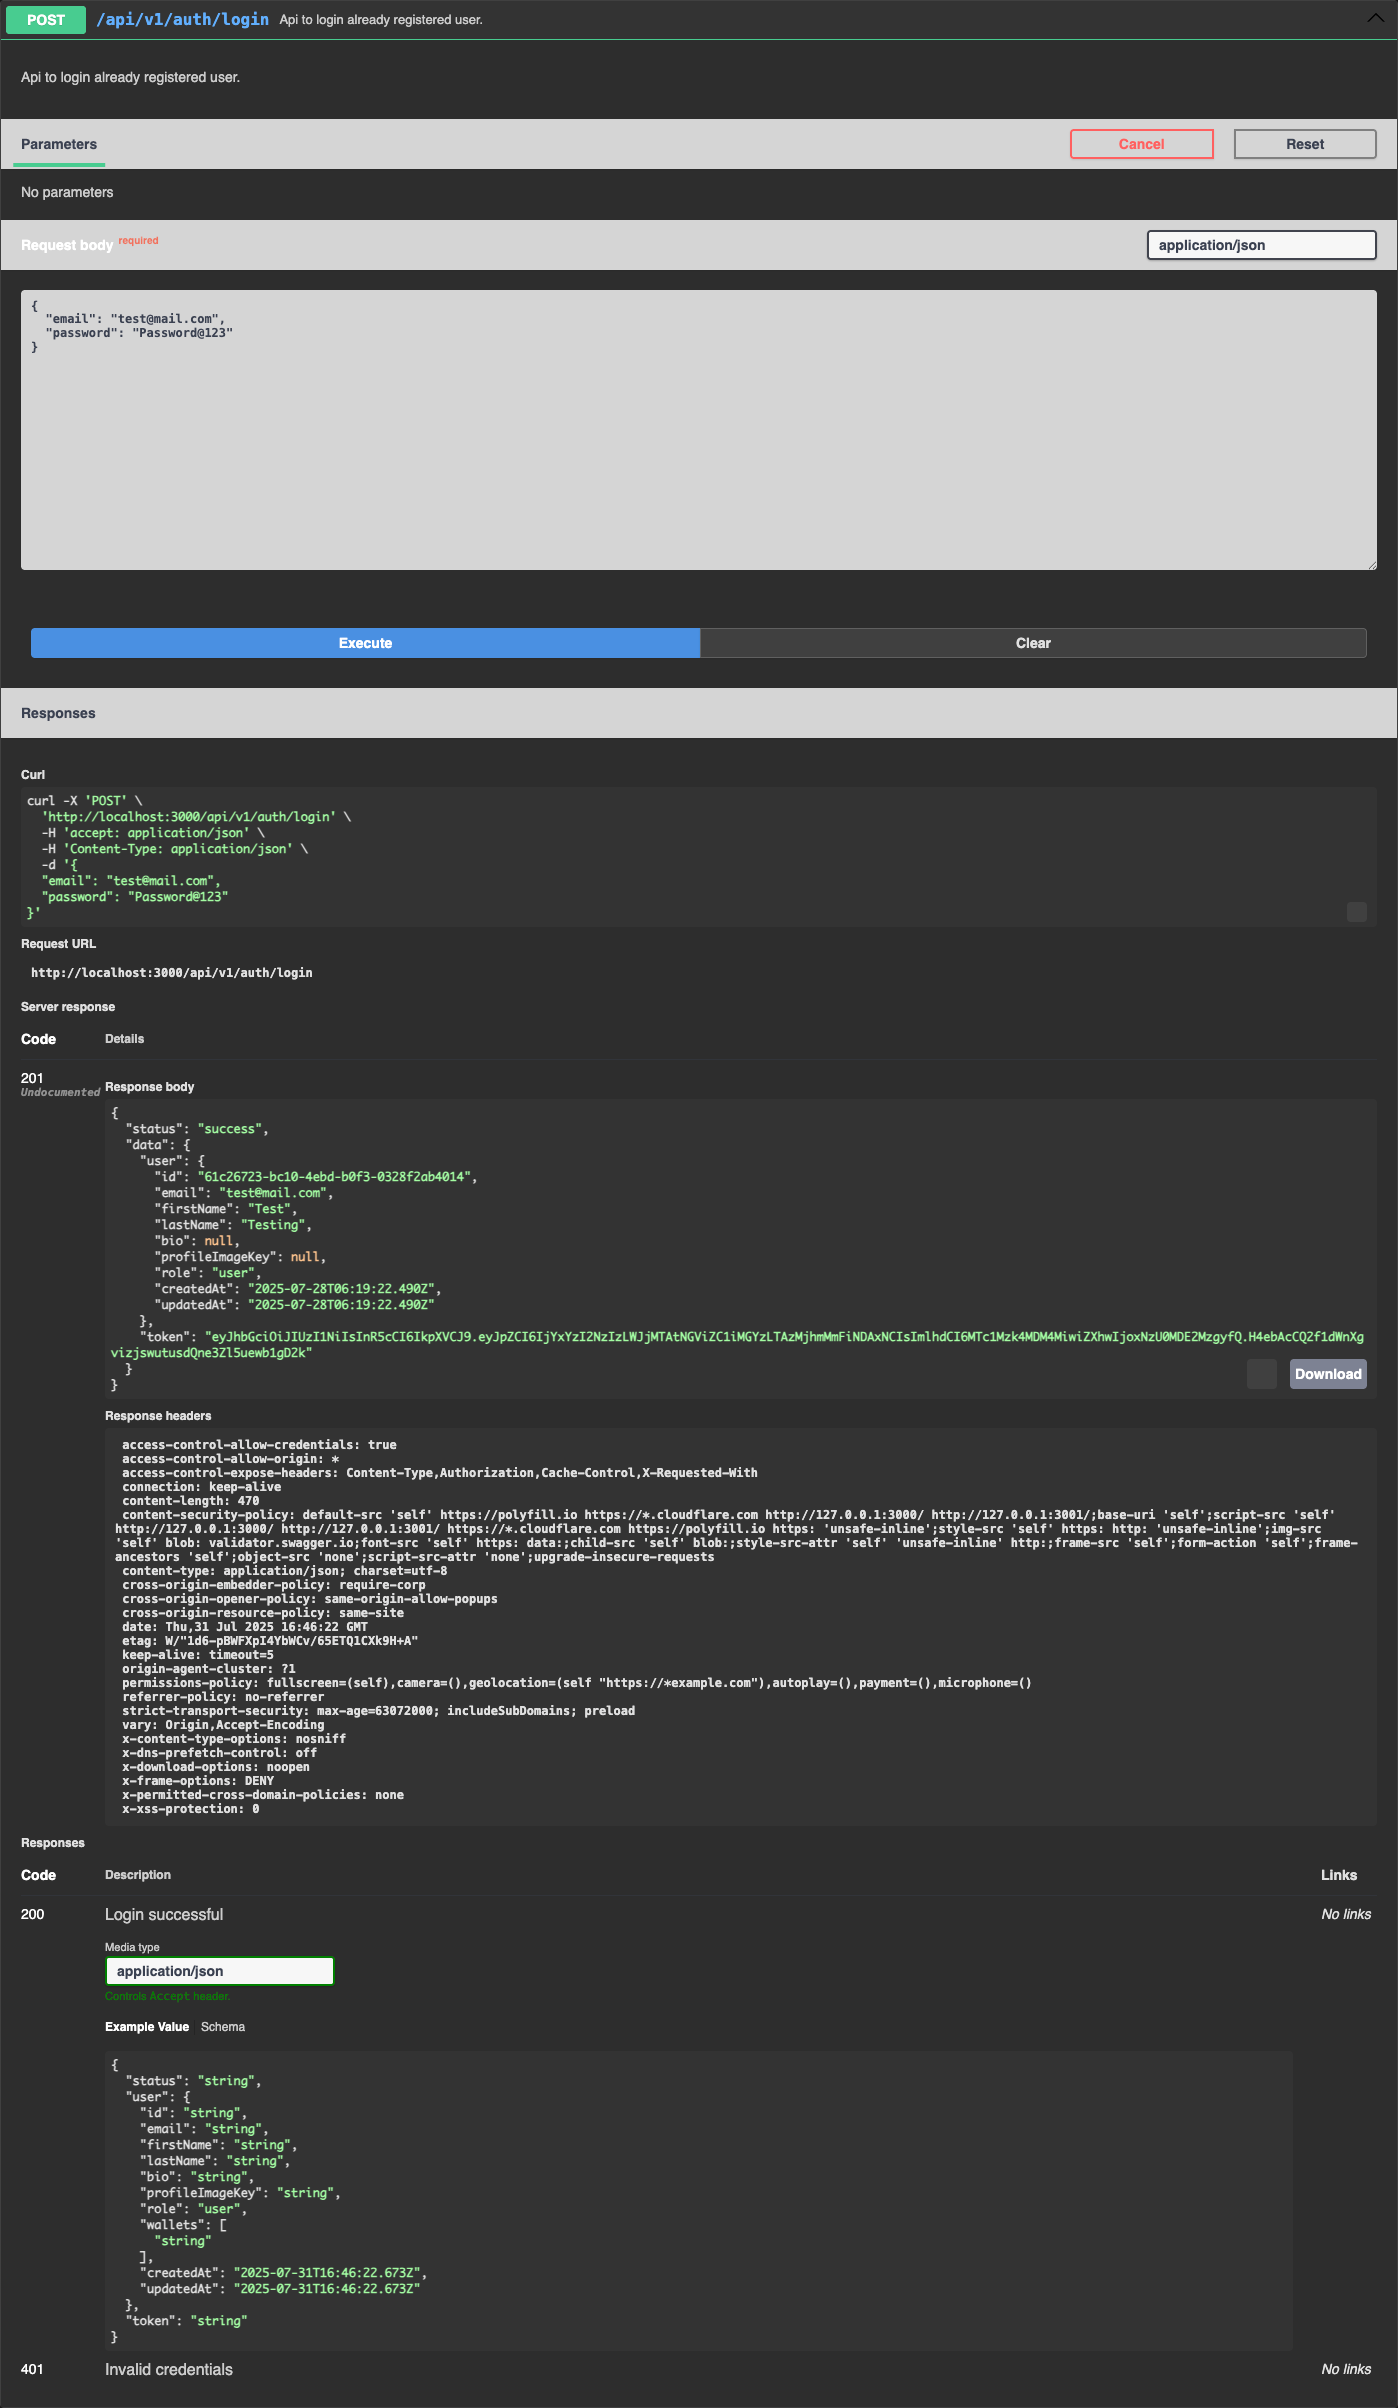 POST /api/v1/auth/login Api to login already registered user.
Api to login already registered user.
Parameters
Cancel
Reset
No parameters
Request body required
application/json
{
  "email": "test@mail.com",
  "password": "Password@123"
}
Execute
Clear
Responses
Curl
curl -X 'POST' \
  'http://localhost:3000/api/v1/auth/login' \
  -H 'accept: application/json' \
  -H 'Content-Type: application/json' \
  -d '{
  "email": "test@mail.com",
  "password": "Password@123"
}'
Request URL
http://localhost:3000/api/v1/auth/login
Server response
Code Details
201
Undocumented
Response body
{
  "status": "success",
  "data": {
    "user": {
      "id": "61c26723-bc10-4ebd-b0f3-0328f2ab4014",
      "email": "test@mail.com",
      "firstName": "Test",
      "lastName": "Testing",
      "bio": null,
      "profileImageKey": null,
      "role": "user",
      "createdAt": "2025-07-28T06:19:22.490Z",
      "updatedAt": "2025-07-28T06:19:22.490Z"
    },
    "token": "eyJhbGciOiJIUzI1NiIsInR5cCI6IkpXVCJ9.eyJpZCI6IjYxYzI2NzIzLWJjMTAtNGViZC1iMGYzLTAzMjhmMmFiNDAxNCIsImlhdCI6MTc1Mzk4MDM4MiwiZXhwIjoxNzU0MDE2MzgyfQ.H4ebAcCQ2f1dWnXg
vizjswutusdQne3Zl5uewb1gD2k"
  }
}
Download
Response headers
access-control-allow-credentials: true
access-control-allow-origin: *
access-control-expose-headers: Content-Type,Authorization,Cache-Control,X-Requested-With
connection: keep-alive
content-length: 470
content-security-policy: default-src 'self' https://polyfill.io https://*.cloudflare.com http://127.0.0.1:3000/ http://127.0.0.1:3001/;base-uri 'self';script-src 'self'
http://127.0.0.1:3000/ http://127.0.0.1:3001/ https://*.cloudflare.com https://polyfill.io https: 'unsafe-inline';style-src 'self' https: http: 'unsafe-inline';img-src
'self' blob: validator.swagger.io;font-src 'self' https: data:;child-src 'self' blob:;style-src-attr 'self' 'unsafe-inline' http:;frame-src 'self';form-action 'self';frame-
ancestors 'self';object-src 'none';script-src-attr 'none';upgrade-insecure-requests
content-type: application/json; charset=utf-8
cross-origin-embedder-policy: require-corp
cross-origin-opener-policy: same-origin-allow-popups
cross-origin-resource-policy: same-site
date: Thu,31 Jul 2025 16:46:22 GMT
etag: W/"1d6-pBWFXpI4YbWCv/65ETQ1CXk9H+A"
keep-alive: timeout=5
origin-agent-cluster: ?1
permissions-policy: fullscreen=(self),camera=(),geolocation=(self "https://*example.com"),autoplay=(),payment=(),microphone=()
referrer-policy: no-referrer
strict-transport-security: max-age=63072000; includeSubDomains; preload
vary: Origin,Accept-Encoding
x-content-type-options: nosniff
x-dns-prefetch-control: off
x-download-options: noopen
x-frame-options: DENY
x-permitted-cross-domain-policies: none
x-xss-protection: 0
Responses
Code Description Links
200 Login successful No links
Media type
application/json
Controls Accept header.
Example Value Schema
{
  "status": "string",
  "user": {
    "id": "string",
    "email": "string",
    "firstName": "string",
    "lastName": "string",
    "bio": "string",
    "profileImageKey": "string",
    "role": "user",
    "wallets": [
      "string"
    ],
    "createdAt": "2025-07-31T16:46:22.673Z",
    "updatedAt": "2025-07-31T16:46:22.673Z"
  },
  "token": "string"
}
401 Invalid credentials No links